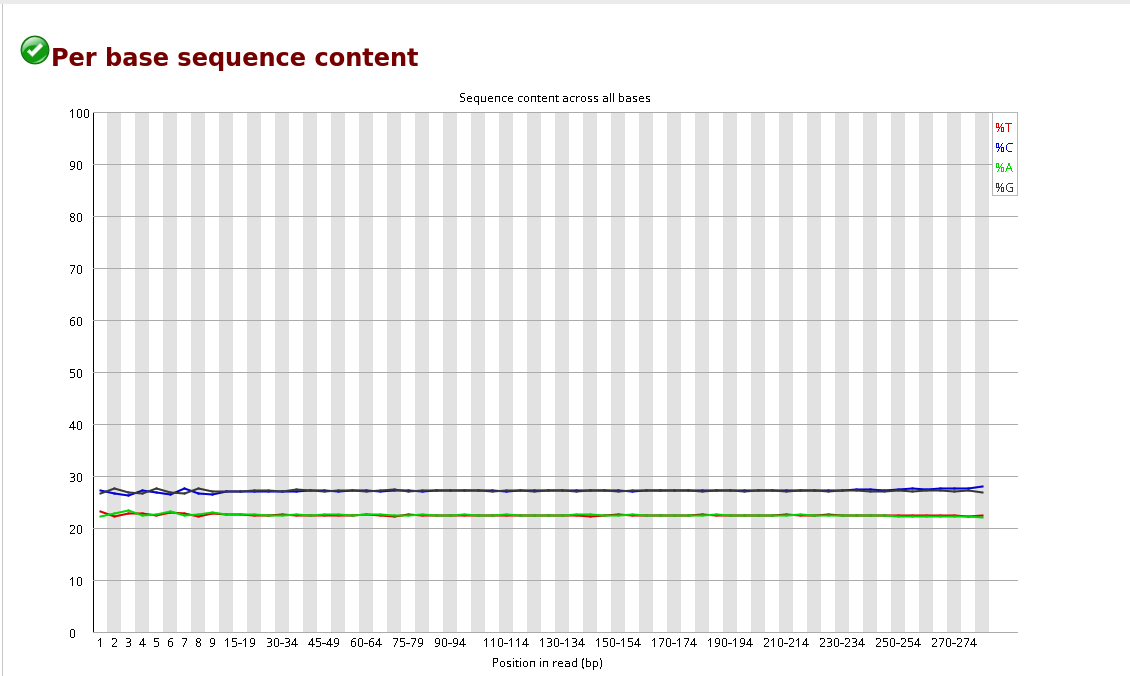 Per base sequence content
Sequence content across all bases
%T
%C
%A
%G
100
90
80
70
60
50
40
30
20
10
0
1 2 3 4 5 6 7 8 9 15-19 30-34 45-49 60-64 75-79 90-94 110-114 130-134 150-154 170-174 190-194 210-214 230-234 250-254 270-274
Position in read (bp)